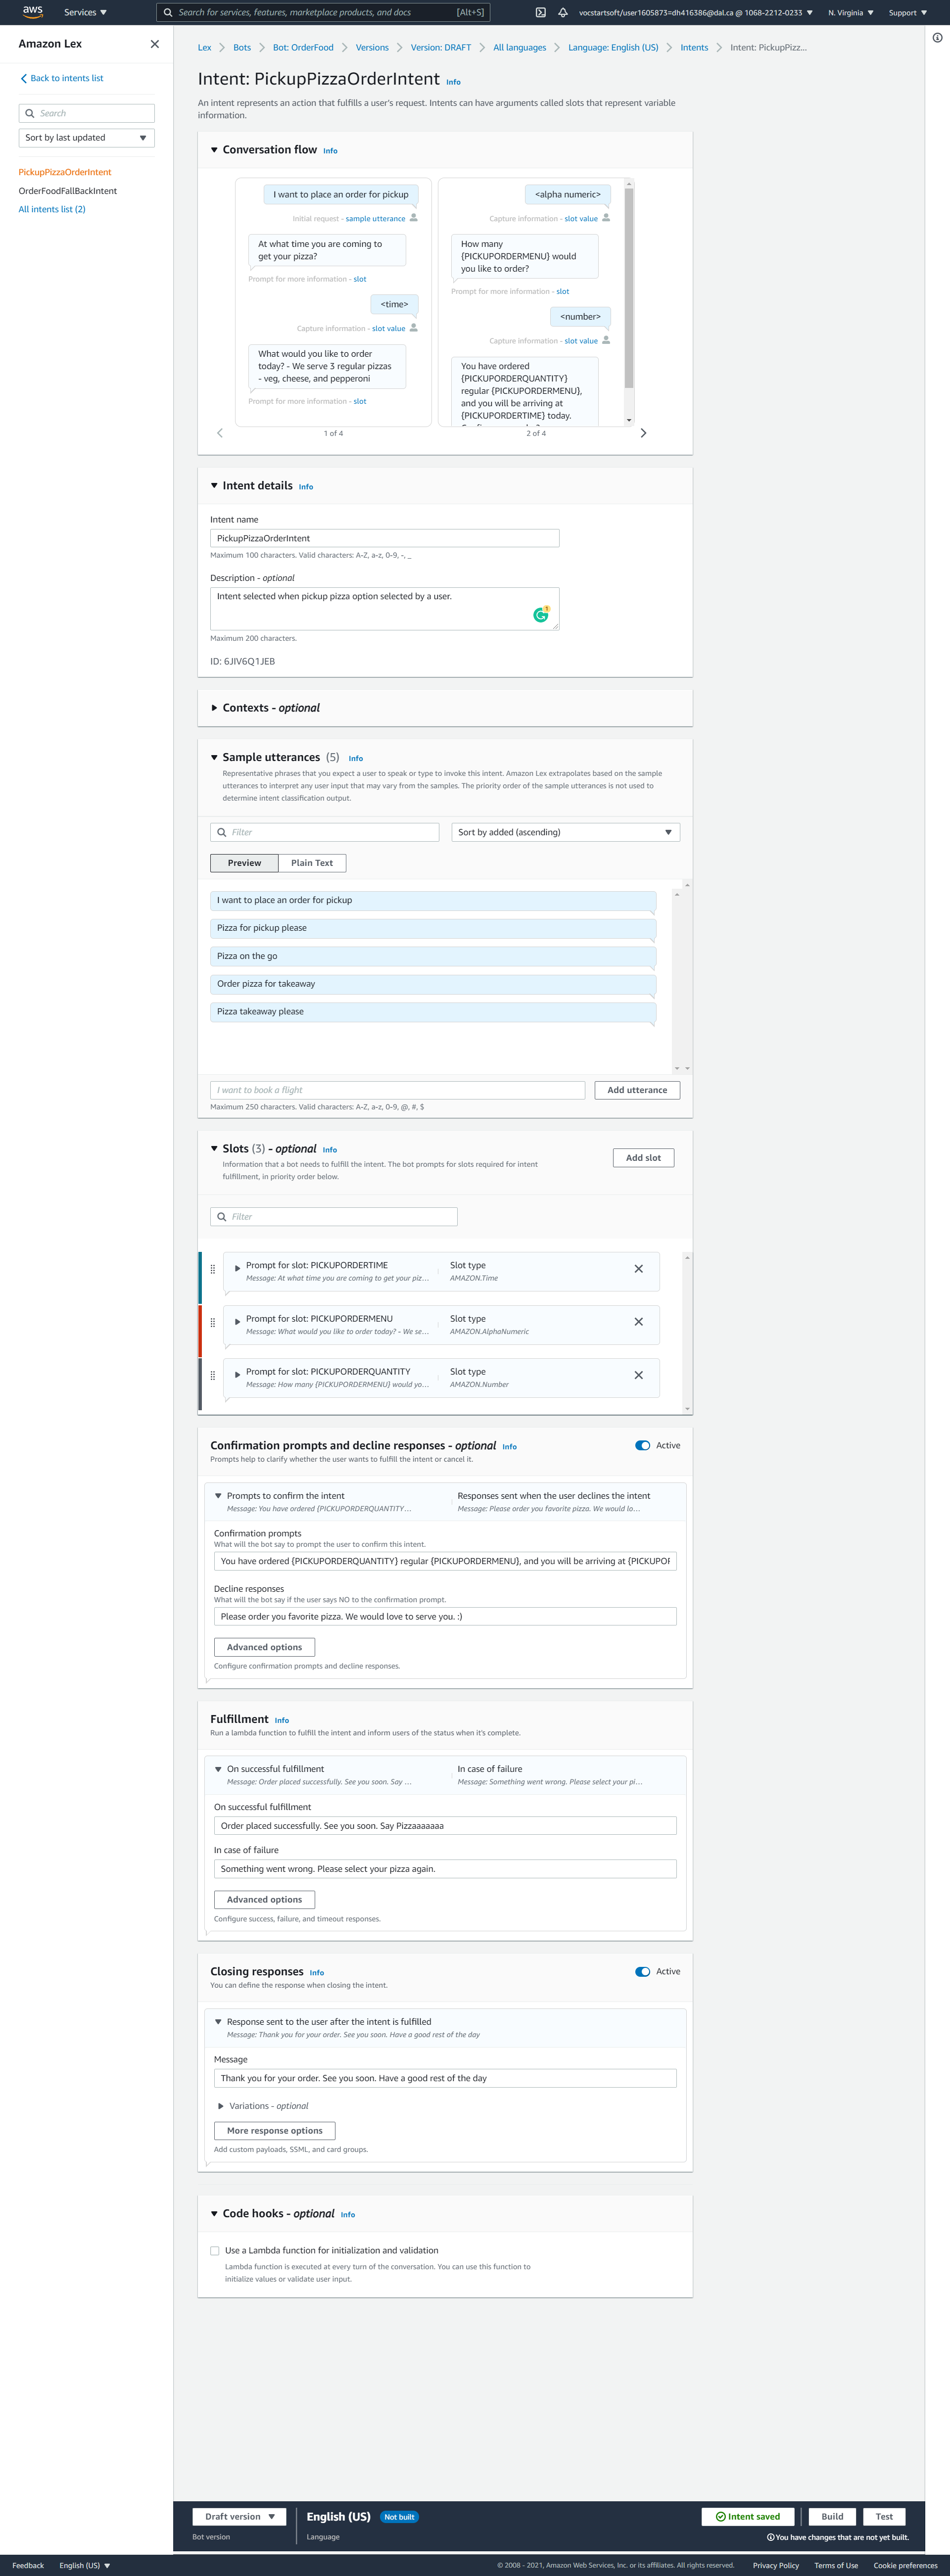 aws
Services
Search for services, features, marketplace products, and docs
[Alt+S]
vocstartsoft/user1605873=dh416386@dal.ca @ 1068-2212-0233
N. Virginia
Support
Amazon Lex
Back to intents list
Search
Sort by last updated
PickupPizzaOrderIntent
OrderFoodFallBackIntent
All intents list (2)
Lex
Bots
Bot: OrderFood
Versions
Version: DRAFT
All languages
Language: English (US)
Intents
Intent: PickupPizz...
Intent: PickupPizzaOrderIntent Info
An intent represents an action that fulfills a user's request. Intents can have arguments called slots that represent variable
information.
Conversation flow Info
I want to place an order for pickup
Initial request - sample utterance
At what time you are coming to
get your pizza?
Prompt for more information - slot
<time>
Capture information - slot value
What would you like to order
today? - We serve 3 regular pizzas
- veg, cheese, and pepperoni
Prompt for more information - slot
1 of 4
<alpha numeric>
Capture information - slot value
How many
{PICKUPORDERMENU} would
you like to order?
Prompt for more information - slot
<number>
Capture information - slot value
You have ordered
{PICKUPORDERQUANTITY}
regular {PICKUPORDERMENU},
and you will be arriving at
{PICKUPORDERTIME} today.
2 of 4
Intent details Info
Intent name
PickupPizzaOrderIntent
Maximum 100 characters. Valid characters: A-Z, a-z, 0-9, -, _
Description - optional
Intent selected when pickup pizza option selected by a user.
1
Maximum 200 characters.
ID: 6JIV6Q1JEB
Contexts - optional
Sample utterances (5) Info
Representative phrases that you expect a user to speak or type to invoke this intent. Amazon Lex extrapolates based on the sample
utterances to interpret any user input that may vary from the samples. The priority order of the sample utterances is not used to
determine intent classification output.
Filter
Sort by added (ascending)
Preview
Plain Text
I want to place an order for pickup
Pizza for pickup please
Pizza on the go
Order pizza for takeaway
Pizza takeaway please
I want to book a flight
Add utterance
Maximum 250 characters. Valid characters: A-Z, a-z, 0-9, @, #, $
Slots (3) - optional Info
Information that a bot needs to fulfill the intent. The bot prompts for slots required for intent
fulfillment, in priority order below.
Add slot
Filter
Prompt for slot: PICKUPORDERTIME
Message: At what time you are coming to get your piz...
Slot type
AMAZON.Time
Prompt for slot: PICKUPORDERMENU
Message: What would you like to order today? - We se...
Slot type
AMAZON.AlphaNumeric
Prompt for slot: PICKUPORDERQUANTITY
Message: How many {PICKUPORDERMENU} would yo...
Slot type
AMAZON.Number
Confirmation prompts and decline responses - optional Info
Active
Prompts help to clarify whether the user wants to fulfill the intent or cancel it.
Prompts to confirm the intent
Message: You have ordered {PICKUPORDERQUANTITY...
Responses sent when the user declines the intent
Message: Please order you favorite pizza. We would lo...
Confirmation prompts
What will the bot say to prompt the user to confirm this intent.
You have ordered {PICKUPORDERQUANTITY} regular {PICKUPORDERMENU}, and you will be arriving at {PICKUPOR
Decline responses
What will the bot say if the user says NO to the confirmation prompt.
Please order you favorite pizza. We would love to serve you. :)
Advanced options
Configure confirmation prompts and decline responses.
Fulfillment Info
Run a lambda function to fulfill the intent and inform users of the status when it's complete.
On successful fulfillment
Message: Order placed successfully. See you soon. Say ...
In case of failure
Message: Something went wrong. Please select your pi...
On successful fulfillment
Order placed successfully. See you soon. Say Pizzaaaaaaa
In case of failure
Something went wrong. Please select your pizza again.
Advanced options
Configure success, failure, and timeout responses.
Closing responses Info
Active
You can define the response when closing the intent.
Response sent to the user after the intent is fulfilled
Message: Thank you for your order. See you soon. Have a good rest of the day
Message
Thank you for your order. See you soon. Have a good rest of the day
Variations - optional
More response options
Add custom payloads, SSML, and card groups.
Code hooks - optional Info
Use a Lambda function for initialization and validation
Lambda function is executed at every turn of the conversation. You can use this function to
initialize values or validate user input.
Draft version
Bot version
English (US) Not built
Language
Intent saved
Build
Test
You have changes that are not yet built.
Feedback
English (US)
© 2008 - 2021, Amazon Web Services, Inc. or its affiliates. All rights reserved.
Privacy Policy
Terms of Use
Cookie preferences